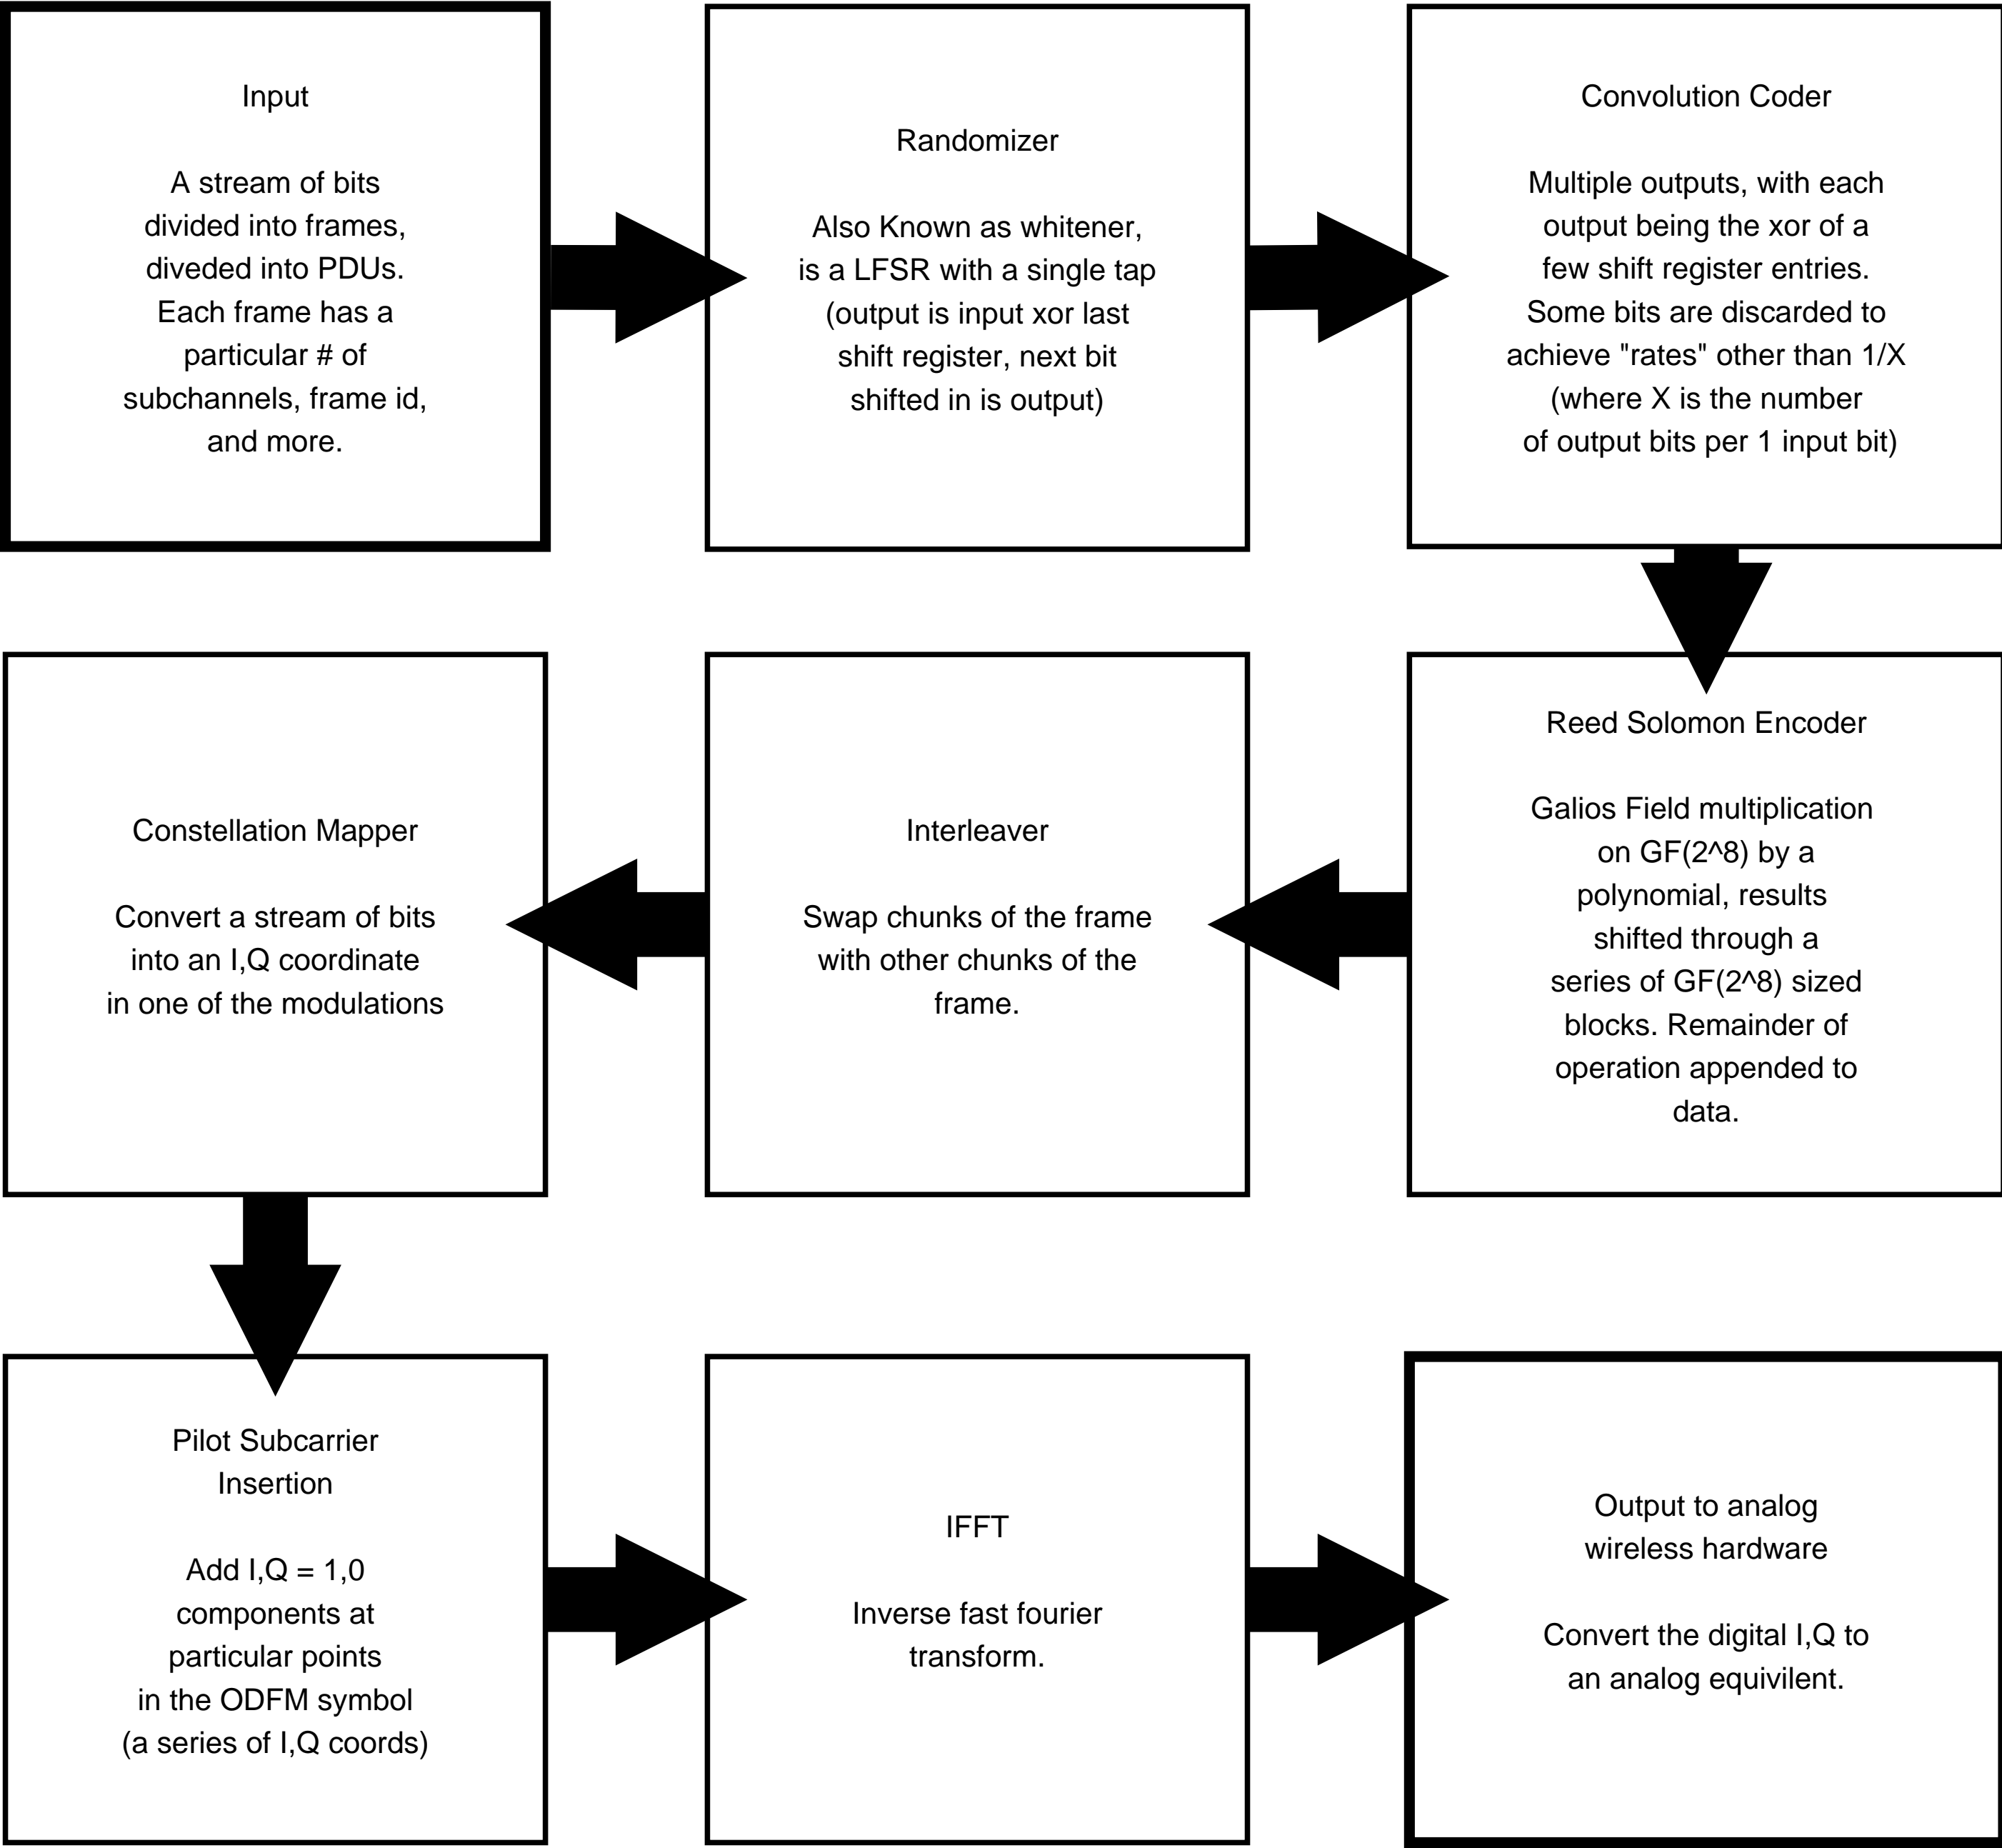 Input
A stream of bits
divided into frames,
diveded into PDUs.
Each frame has a
particular # of
subchannels, frame id,
and more.
Randomizer
Also Known as whitener,
is a LFSR with a single tap
(output is input xor last
shift register, next bit
shifted in is output)
Convolution Coder
Multiple outputs, with each
output being the xor of a
few shift register entries.
Some bits are discarded to
achieve "rates" other than 1/X
(where X is the number
of output bits per 1 input bit)
Reed Solomon Encoder
Galios Field multiplication
on GF(2^8) by a
polynomial, results
shifted through a
series of GF(2^8) sized
blocks. Remainder of
operation appended to
data.
Interleaver
Swap chunks of the frame
with other chunks of the
frame.
Constellation Mapper
Convert a stream of bits
into an I,Q coordinate
in one of the modulations
Pilot Subcarrier
Insertion
Add I,Q = 1,0
components at
particular points
in the ODFM symbol
(a series of I,Q coords)
IFFT
Inverse fast fourier
transform.
Output to analog
wireless hardware
Convert the digital I,Q to
an analog equivilent.